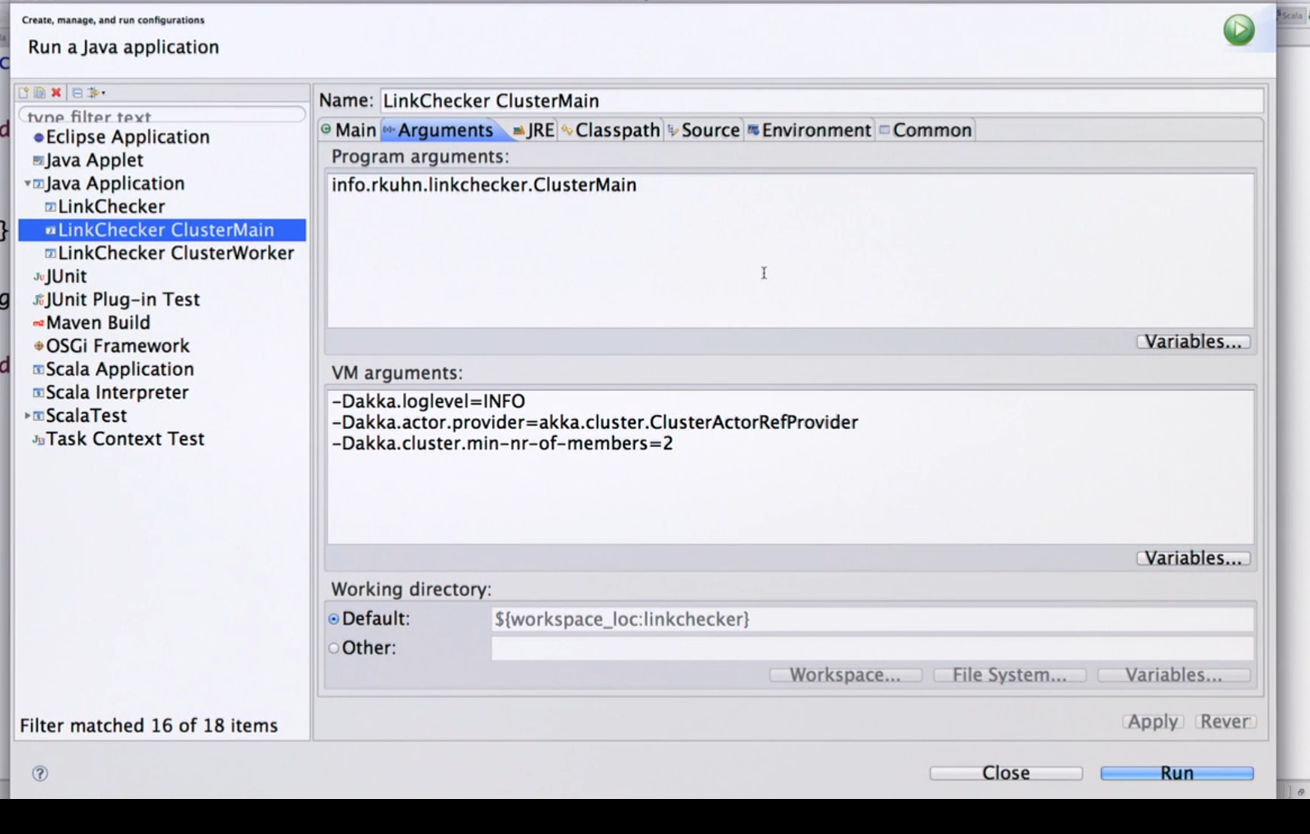 Create, manage, and run configurations
Run a Java application
type filter text
Eclipse Application
Java Applet
Java Application
LinkChecker
LinkChecker ClusterMain
LinkChecker ClusterWorker
JUnit
JUnit Plug-in Test
Maven Build
OSGi Framework
Scala Application
Scala Interpreter
ScalaTest
Task Context Test
Filter matched 16 of 18 items
Name: LinkChecker ClusterMain
Main Arguments JRE Classpath Source Environment Common
Program arguments:
info.rkuhn.linkchecker.ClusterMain
Variables...
VM arguments:
-Dakka.loglevel=INFO
-Dakka.actor.provider=akka.cluster.ClusterActorRefProvider
-Dakka.cluster.min-nr-of-members=2
Variables...
Working directory:
Default: ${workspace_loc:linkchecker}
Other:
Workspace... File System... Variables...
Apply Rever
Close Run
Scala